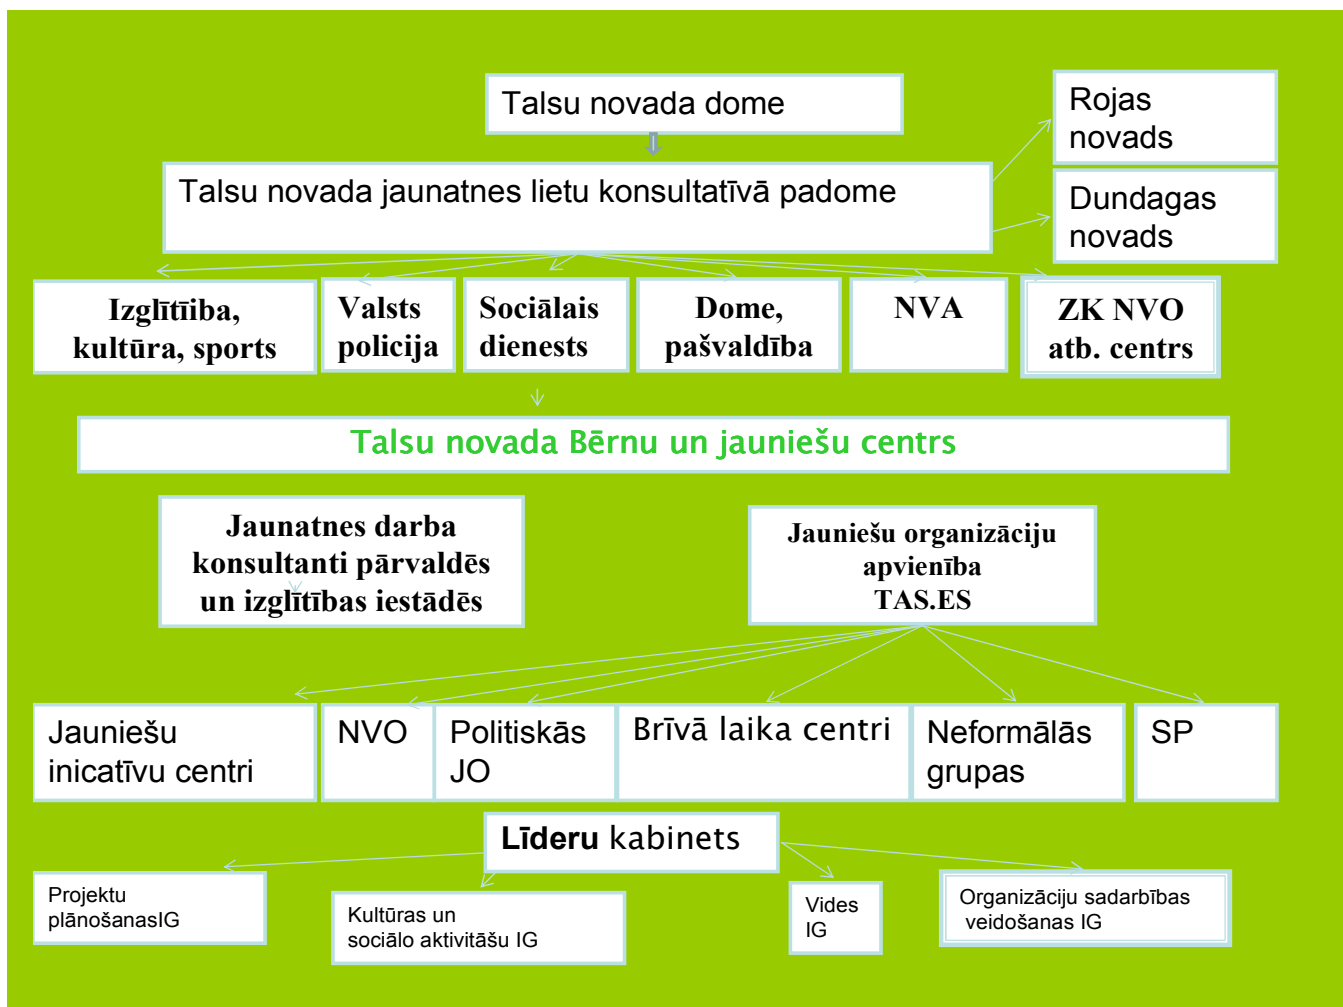 Talsu novada dome
Rojas
novads
Talsu novada jaunatnes lietu konsultatīvā padome
Dundagas
novads
Izglītīiba,
kultūra, sports
Valsts
policija
Sociālais
dienests
Dome,
pašvaldība
NVA
ZK NVO
atb. centrs
Talsu novada Bērnu un jauniešu centrs
Jaunatnes darba
konsultanti pārvaldēs
un izglītības iestādēs
Jauniešu organizāciju
apvienība
TAS.ES
Jauniešu
inicatīvu centri
NVO
Politiskās
JO
Brīvā laika centri
Neformālās
grupas
SP
Līderu kabinets
Projektu
plānošanasIG
Kultūras un
sociālo aktivitāšu IG
Vides
IG
Organizāciju sadarbības
veidošanas IG